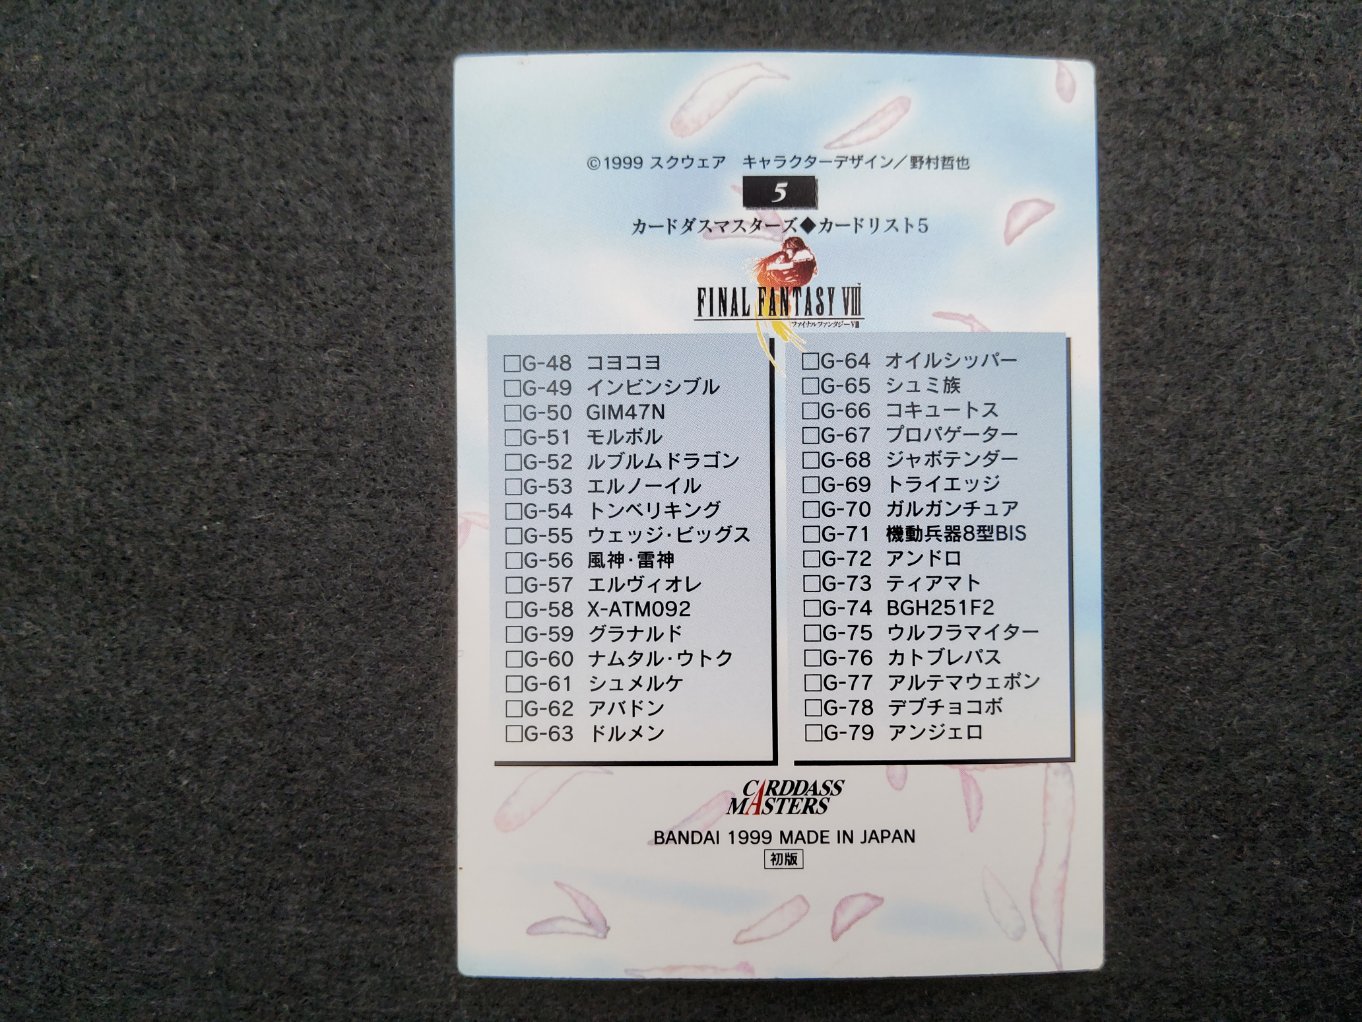 ©1999 スクウェア　キャラクターデザイン／野村哲也
5
カードダスマスターズ◆カードリスト5
FINAL FANTASY VIII
ファイナルファンタジーVIII
□G-48 コヨコヨ
□G-49 インビンシブル
□G-50 GIM47N
□G-51 モルボル
□G-52 ルブルムドラゴン
□G-53 エルノーイル
□G-54 トンベリキング
□G-55 ウェッジ・ビッグス
□G-56 風神・雷神
□G-57 エルヴィオレ
□G-58 X-ATM092
□G-59 グラナルド
□G-60 ナムタル・ウトク
□G-61 シュメルケ
□G-62 アバドン
□G-63 ドルメン
□G-64 オイルシッパー
□G-65 シュミ族
□G-66 コキュートス
□G-67 プロパゲーター
□G-68 ジャボテンダー
□G-69 トライエッジ
□G-70 ガルガンチュア
□G-71 機動兵器8型BIS
□G-72 アンドロ
□G-73 ティアマト
□G-74 BGH251F2
□G-75 ウルフラマイター
□G-76 カトブレパス
□G-77 アルテマウェポン
□G-78 デブチョコボ
□G-79 アンジェロ
CARDDASS
MASTERS
BANDAI 1999 MADE IN JAPAN
初版